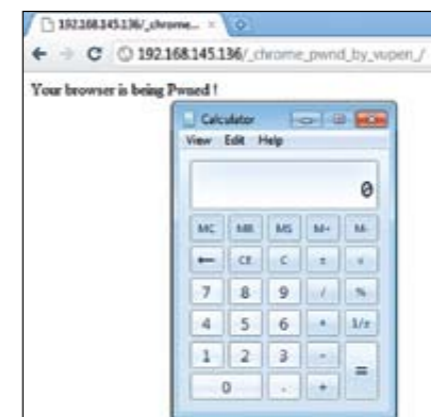 192.168.145.136/_chrome...
192.168.145.136/_chrome_pwnd_by_vupen_/
Your browser is being Pwned !
Calculator
View Edit Help
0
MC MR MS M+ M-
← CE C ± √
7 8 9 / %
4 5 6 * 1/x
1 2 3 - =
0 . +